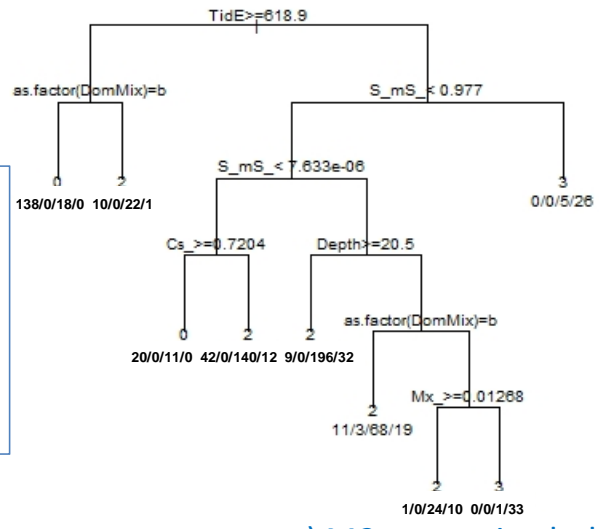 TidE>=618.9
as.factor(DomMix)=b
S_mS_< 0.977
S_mS_< 7.633e-06
0 2
3
138/0/18/0 10/0/22/1
0/0/5/26
Cs_>=0.7204
Depth>=20.5
as.factor(DomMix)=b
0 2 2
20/0/11/0 42/0/140/12 9/0/196/32
Mx_>=0.01268
2
11/3/68/19
2 3
1/0/24/10 0/0/1/33